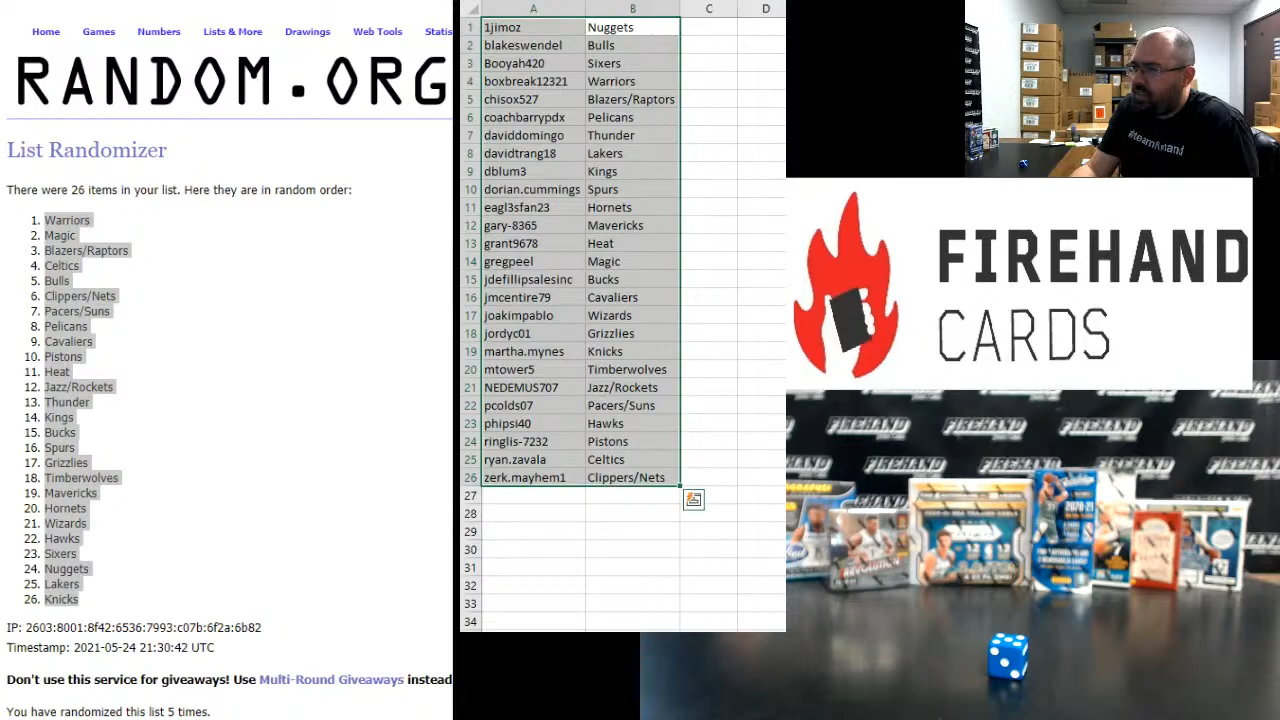 Home Games Numbers Lists & More Drawings Web Tools Statis
RANDOM.ORG
List Randomizer
There were 26 items in your list. Here they are in random order:
1. Warriors
2. Magic
3. Blazers/Raptors
4. Celtics
5. Bulls
6. Clippers/Nets
7. Pacers/Suns
8. Pelicans
9. Cavaliers
10. Pistons
11. Heat
12. Jazz/Rockets
13. Thunder
14. Kings
15. Bucks
16. Spurs
17. Grizzlies
18. Timberwolves
19. Mavericks
20. Hornets
21. Wizards
22. Hawks
23. Sixers
24. Nuggets
25. Lakers
26. Knicks
IP: 2603:8001:8f42:6536:7993:c07b:6f2a:6b82
Timestamp: 2021-05-24 21:30:42 UTC
Don't use this service for giveaways! Use Multi-Round Giveaways instead
You have randomized this list 5 times.
A B C D
1 1jimoz Nuggets
2 blakeswendel Bulls
3 Booyah420 Sixers
4 boxbreak12321 Warriors
5 chisox527 Blazers/Raptors
6 coachbarrypdx Pelicans
7 daviddomingo Thunder
8 davidtrang18 Lakers
9 dblum3 Kings
10 dorian.cummings Spurs
11 eagl3sfan23 Hornets
12 gary-8365 Mavericks
13 grant9678 Heat
14 gregpeel Magic
15 jdefillipsalesinc Bucks
16 jmcentire79 Cavaliers
17 joakimpablo Wizards
18 jordyc01 Grizzlies
19 martha.mynes Knicks
20 mtower5 Timberwolves
21 NEDEMUS707 Jazz/Rockets
22 pcolds07 Pacers/Suns
23 phipsi40 Hawks
24 ringlis-7232 Pistons
25 ryan.zavala Celtics
26 zerk.mayhem1 Clippers/Nets
27
28
29
30
31
32
33
34
#teamfirehand
FIREHAND
CARDS
FIREHAND
FIREHAND
FIREHAND
FIREHAND
2020-21
PRIZM